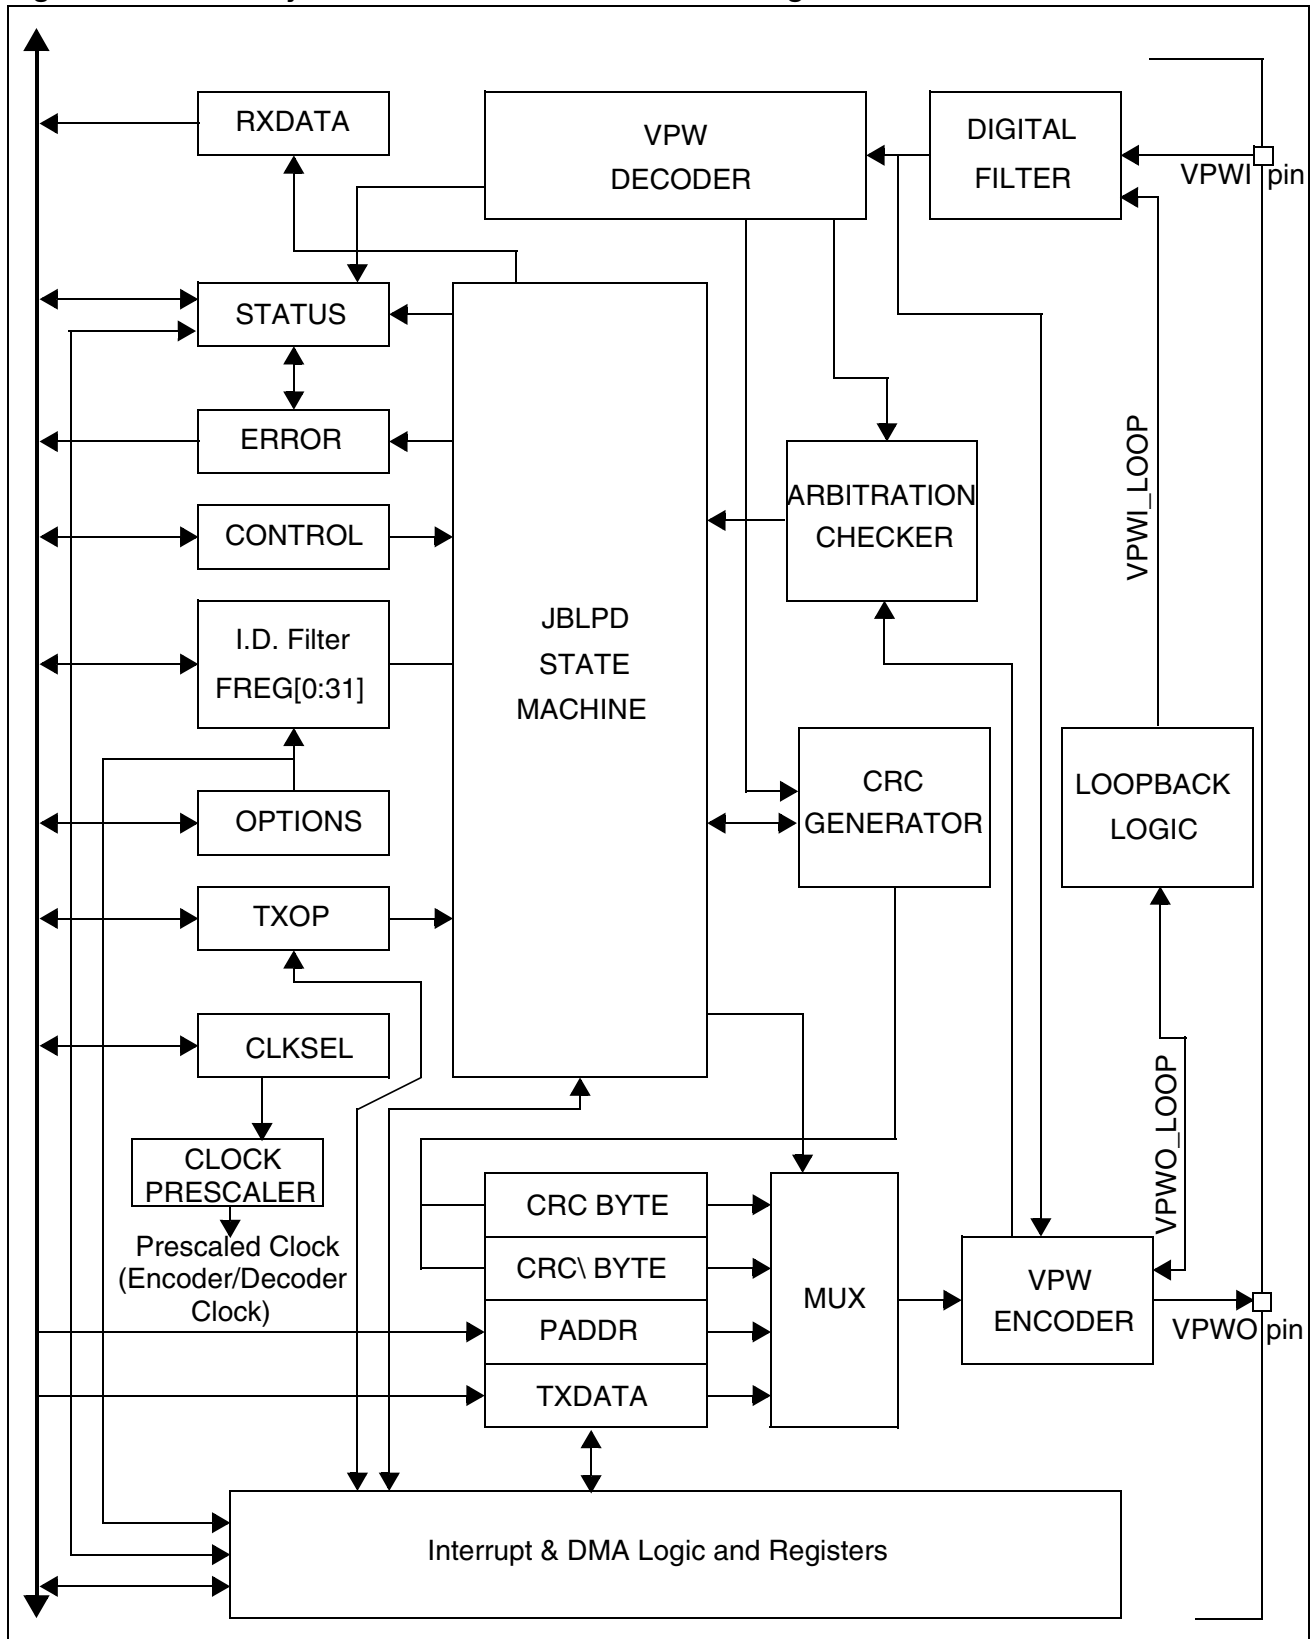 RXDATA
VPW
DECODER
DIGITAL
FILTER
VPWI pin
STATUS
ERROR
CONTROL
I.D. Filter
FREG[0:31]
OPTIONS
TXOP
CLKSEL
CLOCK
PRESCALER
Prescaled Clock
(Encoder/Decoder
Clock)
JBLPD
STATE
MACHINE
ARBITRATION
CHECKER
VPWI_LOOP
CRC
GENERATOR
LOOPBACK
LOGIC
VPWO_LOOP
CRC BYTE
CRC\ BYTE
PADDR
TXDATA
MUX
VPW
ENCODER
VPWO pin
Interrupt & DMA Logic and Registers